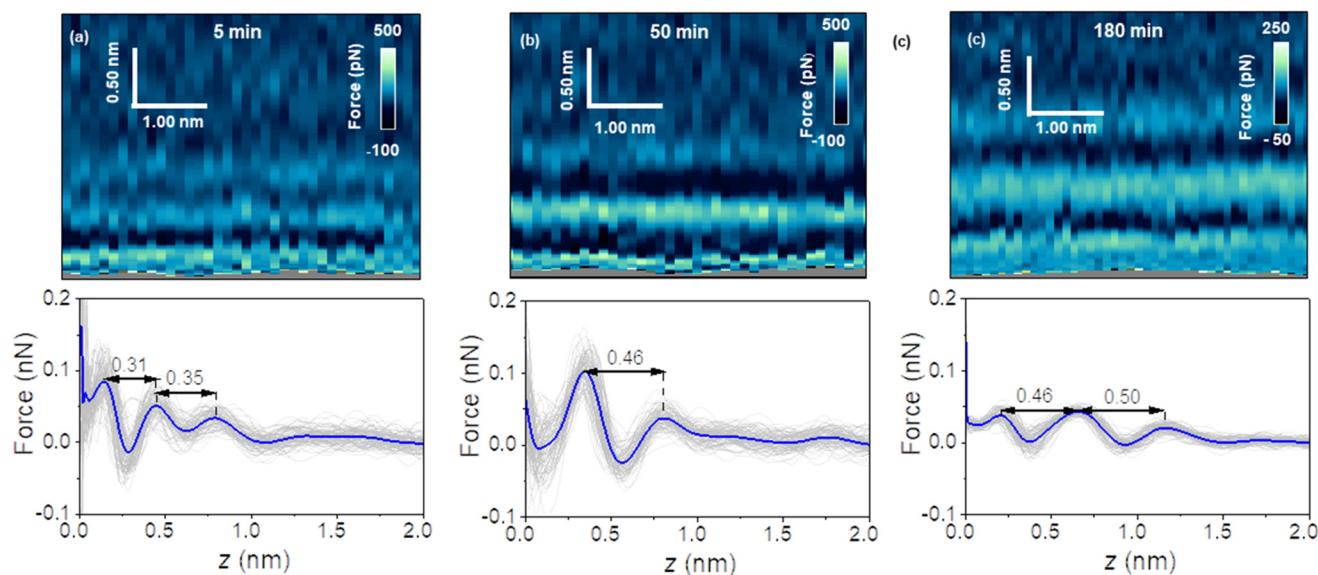 (a)
5 min
500
0.50 nm
1.00 nm
Force (pN)
-100
(b)
50 min
500
0.50 nm
1.00 nm
Force (pN)
-100
(c)
(c)
180 min
250
0.50 nm
1.00 nm
Force (pN)
- 50
0.2
0.1
0.0
-0.1
Force (nN)
0.31
0.35
0.0 0.5 1.0 1.5 2.0
z (nm)
0.2
0.1
0.0
-0.1
Force (nN)
0.46
0.0 0.5 1.0 1.5 2.0
z (nm)
0.2
0.1
0.0
-0.1
Force (nN)
0.46
0.50
0.0 0.5 1.0 1.5 2.0
z (nm)